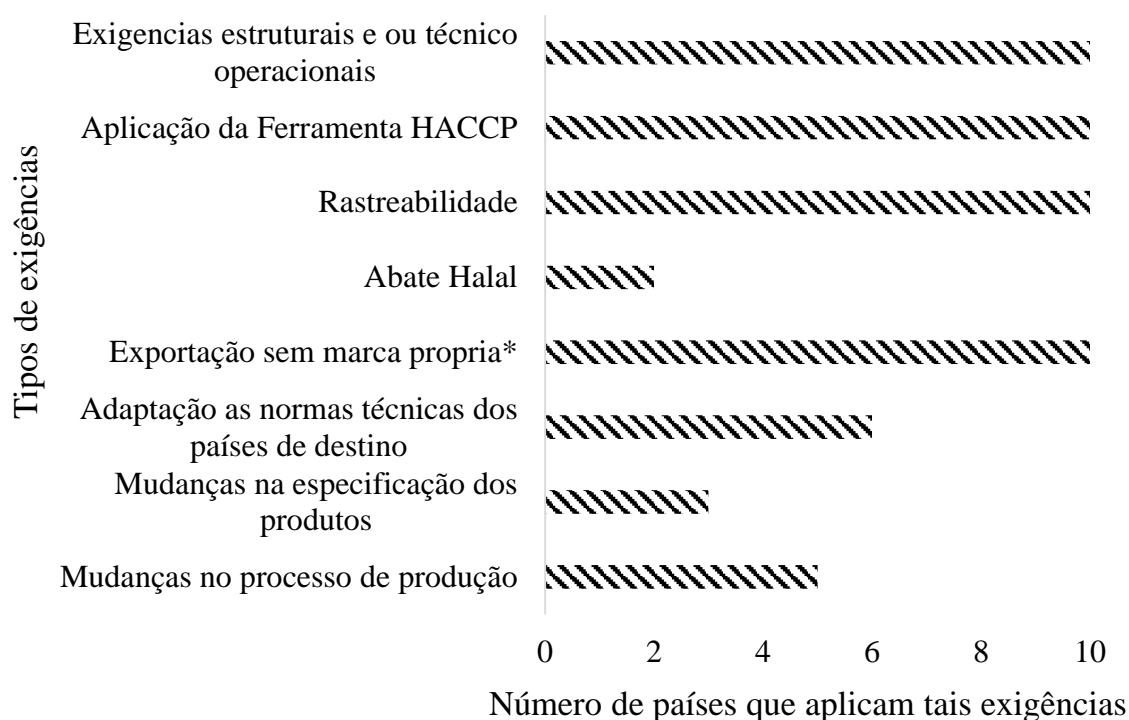 Exigencias estruturais e ou técnico
operacionais
Aplicação da Ferramenta HACCP
Rastreabilidade
Abate Halal
Exportação sem marca propria*
Adaptação as normas técnicas dos
países de destino
Mudanças na especificação dos
produtos
Mudanças no processo de produção
Tipos de exigências
0 2 4 6 8 10
Número de países que aplicam tais exigências